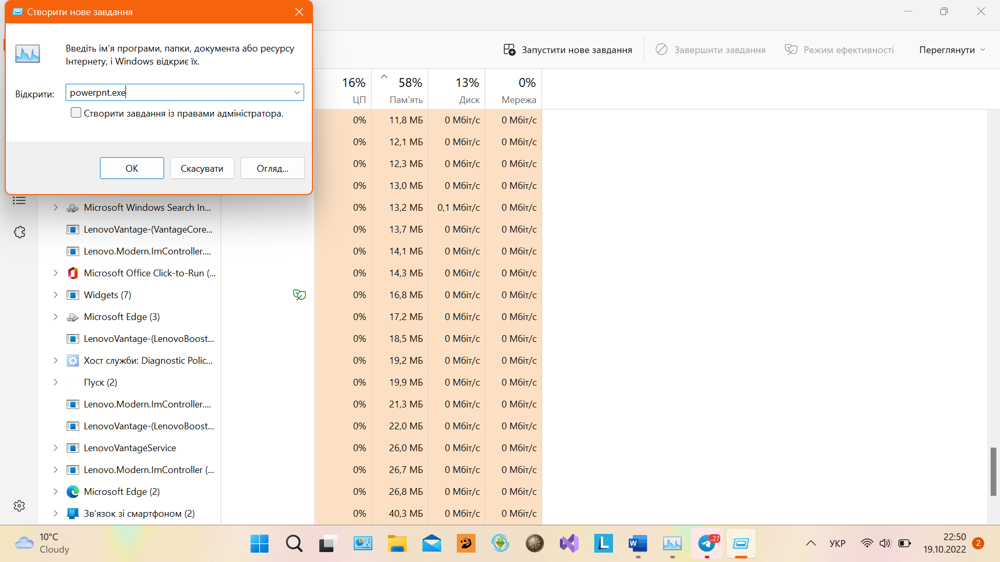 Створити нове завдання
Введіть ім'я програми, папки, документа або ресурсу
Інтернету, і Windows відкриє їх.
Відкрити:
powerpnt.exe
Створити завдання із правами адміністратора.
OK
Скасувати
Огляд...
Запустити нове завдання
Завершити завдання
Режим ефективності
Переглянути
16% 58% 13% 0%
ЦП Пам'ять Диск Мережа
0% 11,8 МБ 0 Мбіт/с 0 Мбіт/с
0% 12,1 МБ 0 Мбіт/с 0 Мбіт/с
0% 12,3 МБ 0 Мбіт/с 0 Мбіт/с
0% 13,0 МБ 0 Мбіт/с 0 Мбіт/с
Microsoft Windows Search In... 0% 13,2 МБ 0,1 Мбіт/с 0 Мбіт/с
LenovoVantage-(VantageCore... 0% 13,7 МБ 0 Мбіт/с 0 Мбіт/с
Lenovo.Modern.ImController.... 0% 14,1 МБ 0 Мбіт/с 0 Мбіт/с
Microsoft Office Click-to-Run (... 0% 14,3 МБ 0 Мбіт/с 0 Мбіт/с
Widgets (7) 0% 16,8 МБ 0 Мбіт/с 0 Мбіт/с
Microsoft Edge (3) 0% 17,2 МБ 0 Мбіт/с 0 Мбіт/с
LenovoVantage-(LenovoBoost... 0% 18,5 МБ 0 Мбіт/с 0 Мбіт/с
Хост служби: Diagnostic Polic... 0% 19,2 МБ 0 Мбіт/с 0 Мбіт/с
Пуск (2) 0% 19,9 МБ 0 Мбіт/с 0 Мбіт/с
Lenovo.Modern.ImController.... 0% 21,3 МБ 0 Мбіт/с 0 Мбіт/с
LenovoVantage-(LenovoBoost... 0% 22,0 МБ 0 Мбіт/с 0 Мбіт/с
LenovoVantageService 0% 26,0 МБ 0 Мбіт/с 0 Мбіт/с
Lenovo.Modern.ImController (... 0% 26,7 МБ 0 Мбіт/с 0 Мбіт/с
Microsoft Edge (2) 0% 26,8 МБ 0 Мбіт/с 0 Мбіт/с
Зв’язок зі смартфоном (2) 0% 40,3 МБ 0 Мбіт/с 0 Мбіт/с
10°C
Cloudy
L
W
..27
УКР
22:50
19.10.2022
2